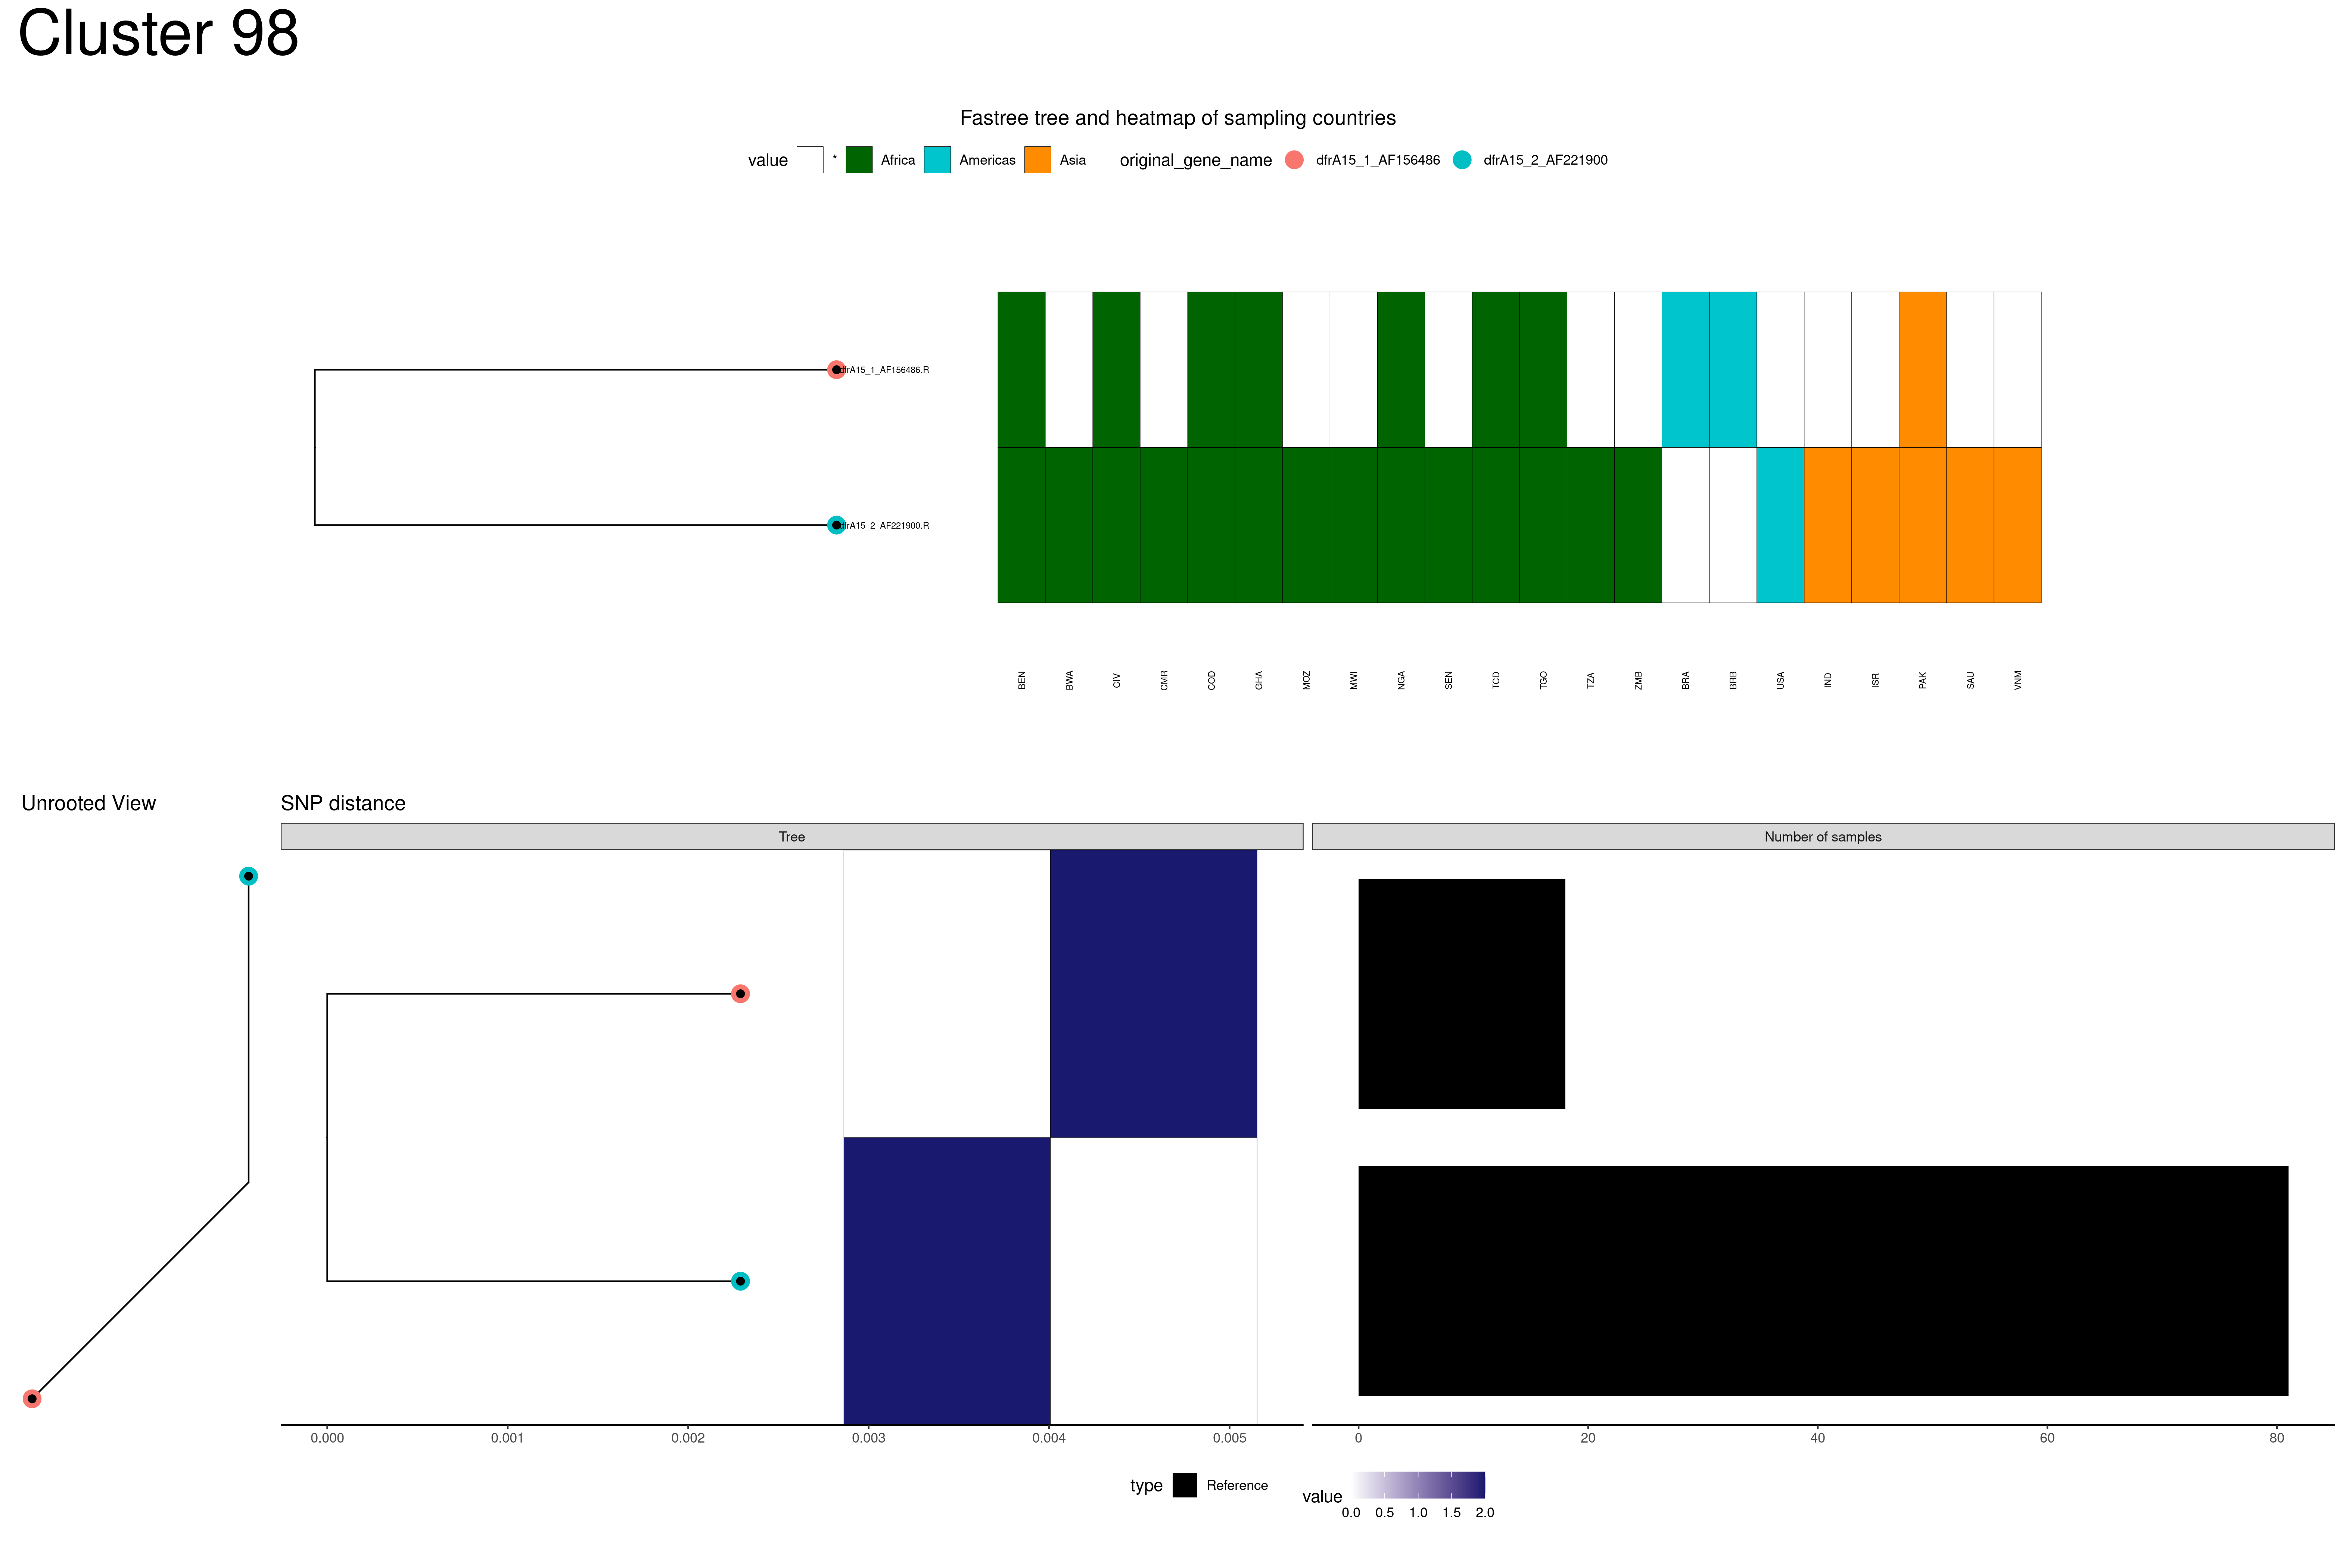 Cluster 98
Fastree tree and heatmap of sampling countries
value * Africa Americas Asia original_gene_name dfrA15_1_AF156486 dfrA15_2_AF221900
dfrA15_1_AF156486.R
dfrA15_2_AF221900.R
BEN BWA CIV CMR COD GHA MOZ MWI NGA SEN TCD TGO TZA ZMB BRA BRB USA IND ISR PAK SAU VNM
Unrooted View
SNP distance
Tree
Number of samples
0.000 0.001 0.002 0.003 0.004 0.005
0 20 40 60 80
type Reference
value
0.0 0.5 1.0 1.5 2.0